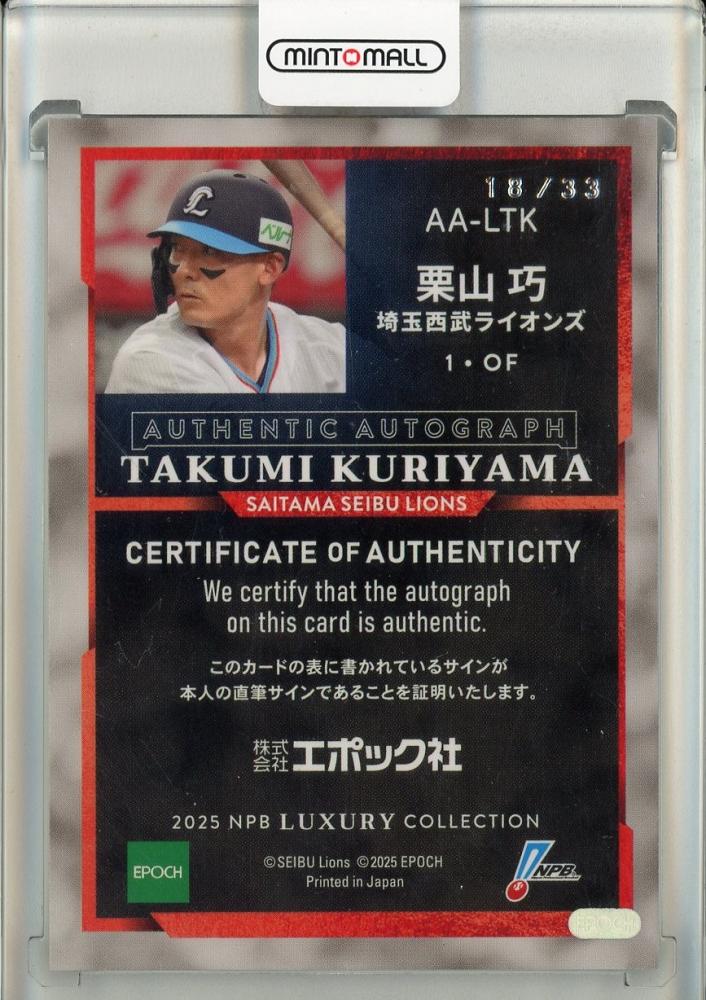 MINTMALL
18/33
AA-LTK
栗山 巧
埼玉西武ライオンズ
1・OF
ベルーナ
AUTHENTIC AUTOGRAPH
TAKUMI KURIYAMA
SAITAMA SEIBU LIONS
CERTIFICATE OF AUTHENTICITY
We certify that the autograph
on this card is authentic.
このカードの表に書かれているサインが
本人の直筆サインであることを証明いたします。
株式会社エポック社
2025 NPB LUXURY COLLECTION
EPOCH
©SEIBU Lions ©2025 EPOCH
Printed in Japan
NPB
EPOCH